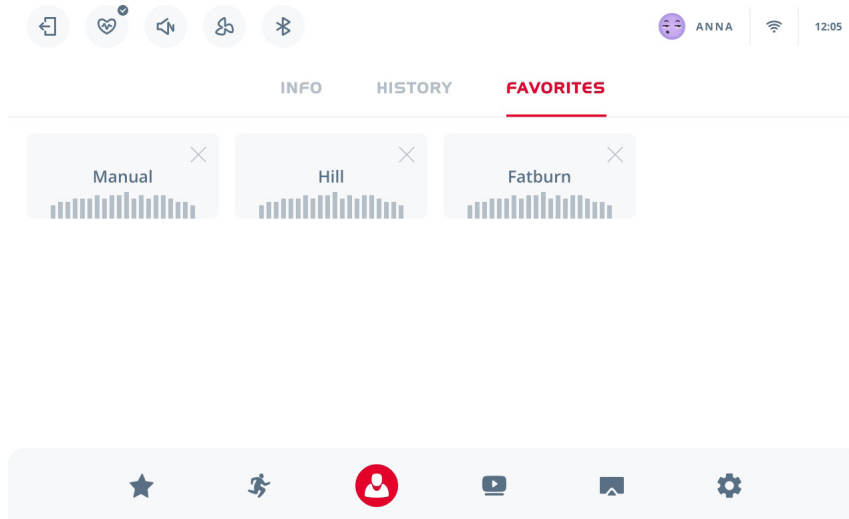 ANNA
12:05
INFO
HISTORY
FAVORITES
Manual
Hill
Fatburn